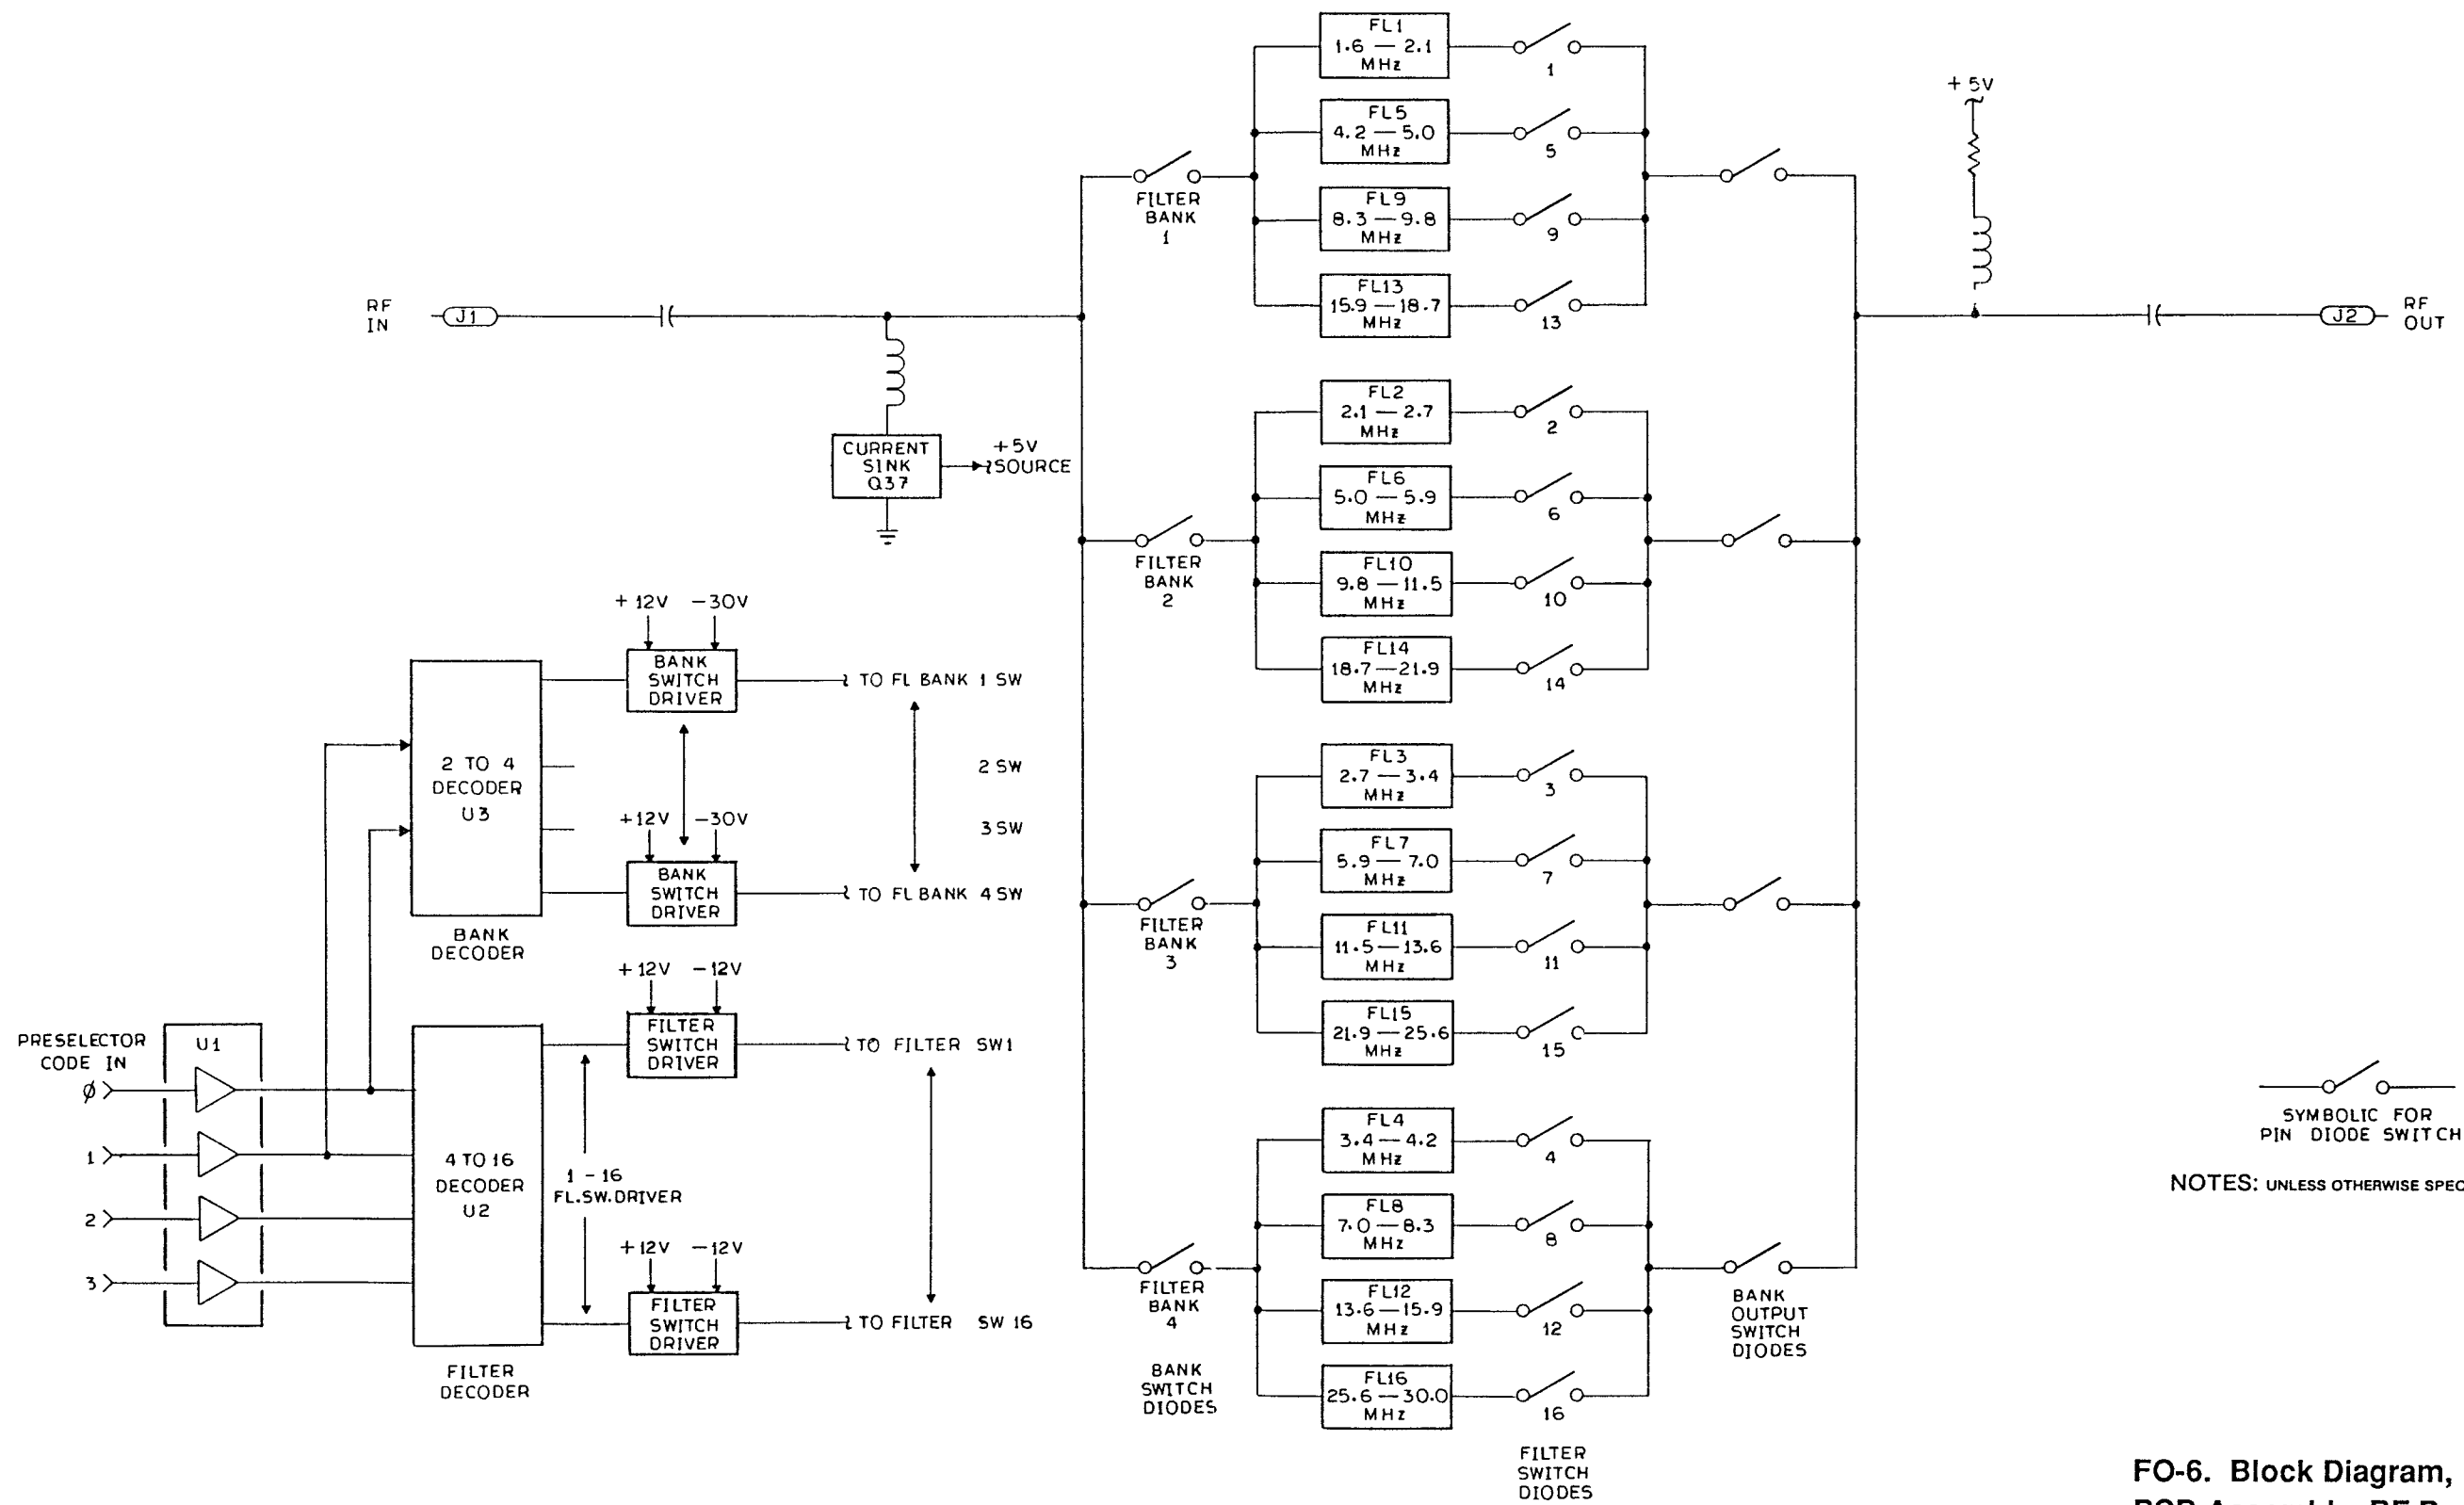 FL1
1.6 — 2.1
MHz
1
FL5
4.2 — 5.0
MHz
5
FL9
8.3 — 9.8
MHz
9
FL13
15.9 — 18.7
MHz
13
FILTER
BANK
1
+ 5V
RF
IN
J1
J2
RF
OUT
CURRENT
SINK
Q37
+5V
SOURCE
FL2
2.1 — 2.7
MHz
2
FL6
5.0 — 5.9
MHz
6
FL10
9.8 — 11.5
MHz
10
FL14
18.7 — 21.9
MHz
14
FILTER
BANK
2
+ 12V −30V
BANK
SWITCH
DRIVER
TO FL BANK 1 SW
2 TO 4
DECODER
U3
2 SW
3 SW
+12V −30V
BANK
SWITCH
DRIVER
TO FL BANK 4 SW
BANK
DECODER
FL3
2.7 — 3.4
MHz
3
FL7
5.9 — 7.0
MHz
7
FL11
11.5 — 13.6
MHz
11
FL15
21.9 — 25.6
MHz
15
FILTER
BANK
3
+12V −12V
FILTER
SWITCH
DRIVER
TO FILTER SW1
PRESELECTOR
CODE IN
U1
Ø
1
2
3
4 TO 16
DECODER
U2
1 - 16
FL.SW.DRIVER
+12V −12V
FILTER
SWITCH
DRIVER
TO FILTER SW 16
FILTER
DECODER
FL4
3.4 — 4.2
MHz
4
FL8
7.0 — 8.3
MHz
8
FL12
13.6 — 15.9
MHz
12
FL16
25.6 — 30.0
MHz
16
FILTER
BANK
4
BANK
SWITCH
DIODES
FILTER
SWITCH
DIODES
BANK
OUTPUT
SWITCH
DIODES
SYMBOLIC FOR
PIN DIODE SWITCH
NOTES: UNLESS OTHERWISE SPEC
FO-6. Block Diagram,